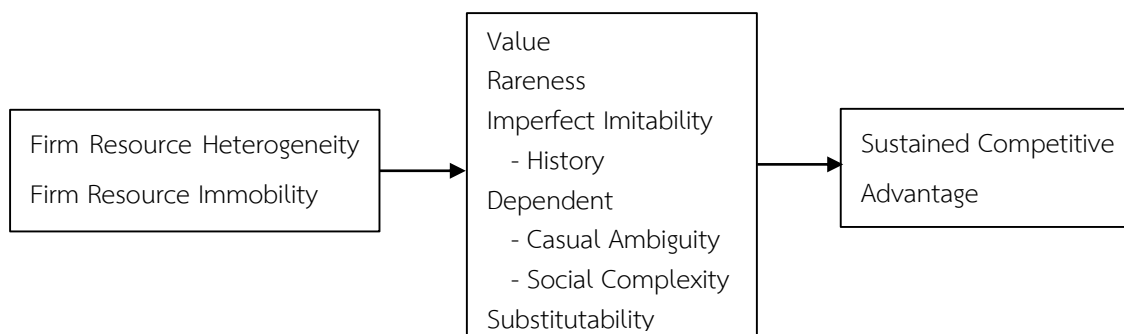 Firm Resource Heterogeneity
Firm Resource Immobility
Value
Rareness
Imperfect Imitability
- History
Dependent
- Casual Ambiguity
- Social Complexity
Substitutability
Sustained Competitive
Advantage